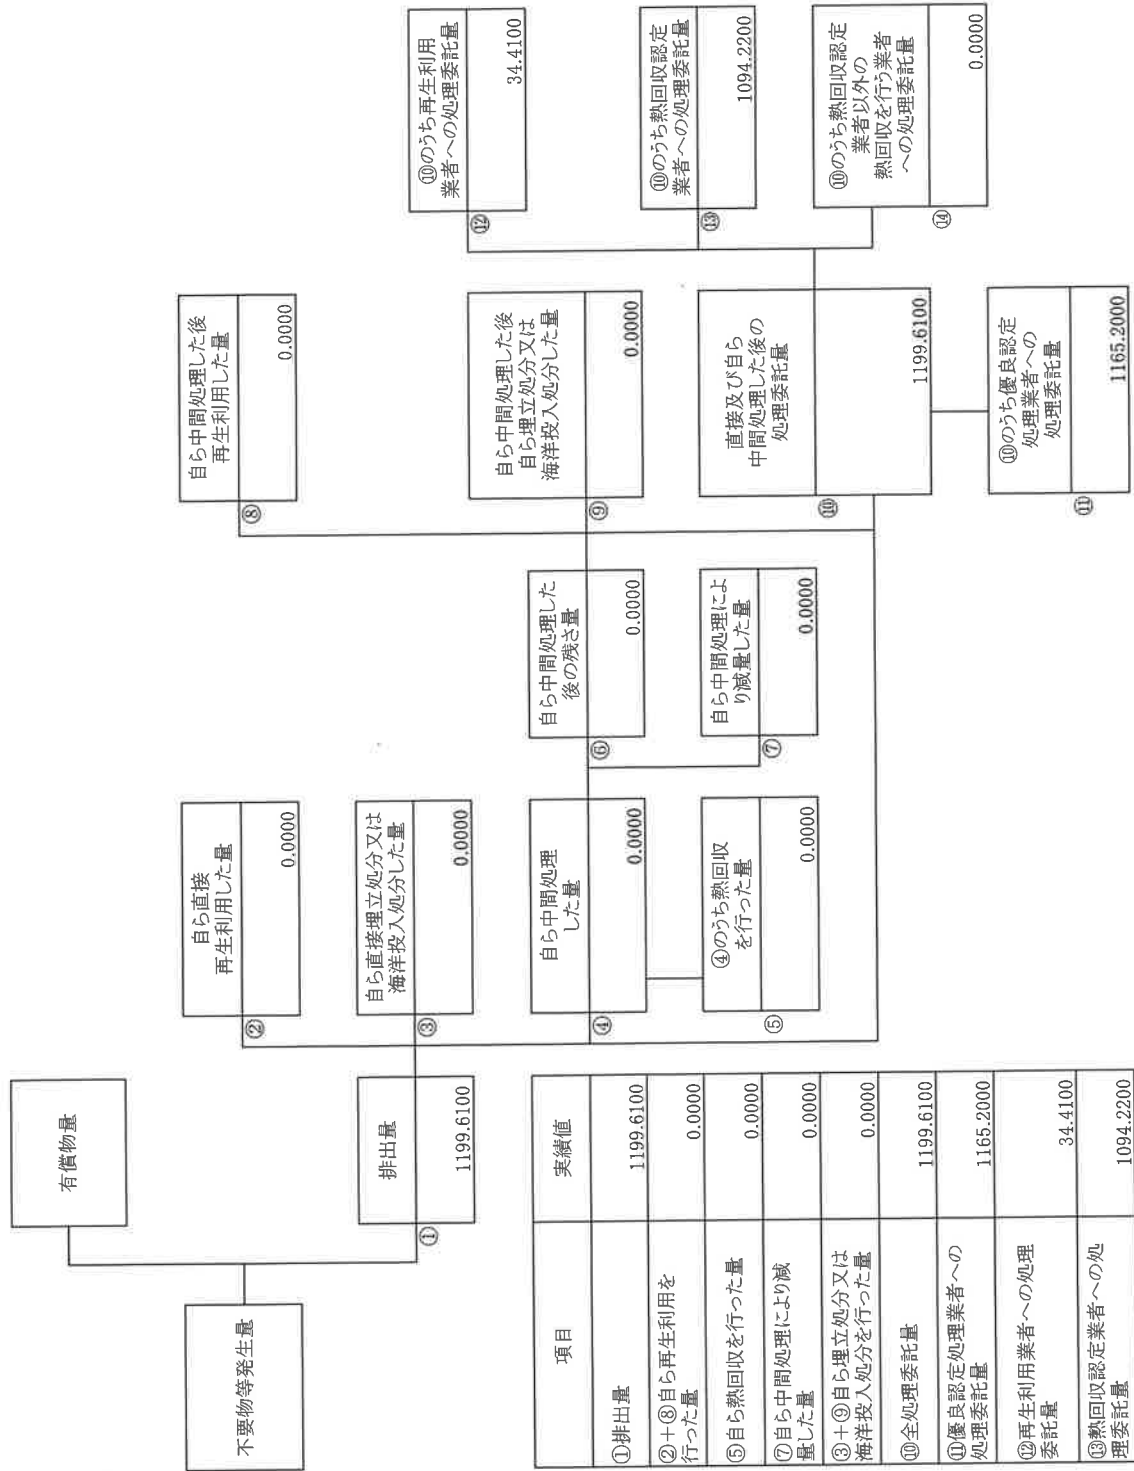 不要物等発生量
有償物量
①
排出量
1199.6100
②
自ら直接
再生利用した量
0.0000
③
自ら直接埋立処分又は
海洋投入処分した量
0.0000
④
自ら中間処理
した量
0.0000
⑤
④のうち熱回収
を行った量
0.0000
⑥
自ら中間処理した
後の残さ量
0.0000
⑦
自ら中間処理によ
り減量した量
0.0000
⑧
自ら中間処理した後
再生利用した量
0.0000
⑨
自ら中間処理した後
自ら埋立処分又は
海洋投入処分した量
0.0000
⑩
直接及び自ら
中間処理した後の
処理委託量
1199.6100
⑪
⑩のうち優良認定
処理業者への
処理委託量
1165.2000
⑫
⑩のうち再生利用
業者への処理委託量
34.4100
⑬
⑩のうち熱回収認定
業者への処理委託量
1094.2200
⑭
⑩のうち熱回収認定
業者以外の
熱回収を行う業者
への処理委託量
0.0000
項目 実績値
①排出量 1199.6100
②+⑧自ら再生利用を
行った量 0.0000
⑤自ら熱回収を行った量 0.0000
⑦自ら中間処理により減
量した量 0.0000
③+⑨自ら埋立処分又は
海洋投入処分を行った量 0.0000
⑩全処理委託量 1199.6100
⑪優良認定処理業者への
処理委託量 1165.2000
⑫再生利用業者への処理
委託量 34.4100
⑬熱回収認定業者への処
理委託量 1094.2200